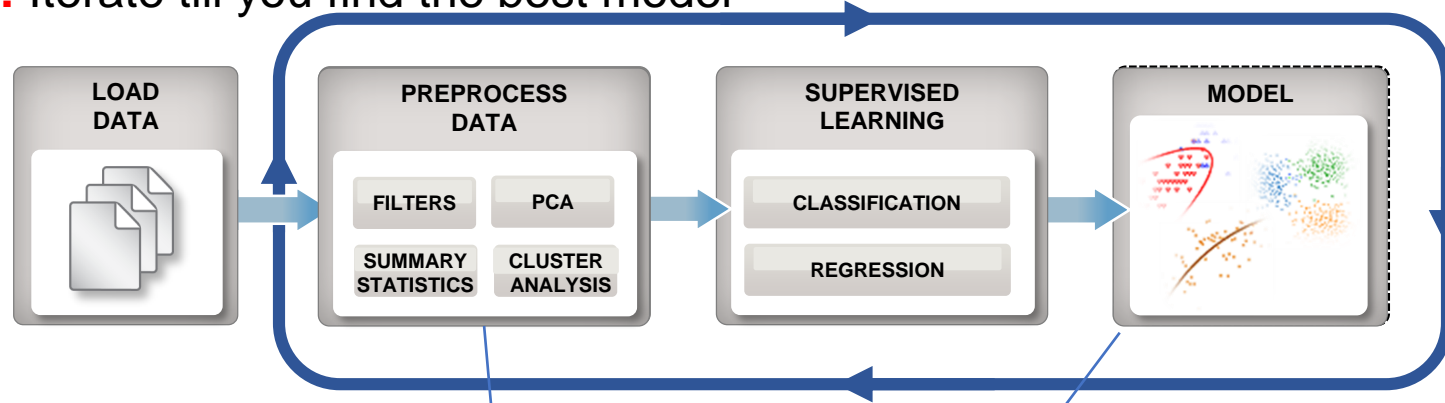 : Iterate till you find the best model
LOAD
DATA
PREPROCESS
DATA
FILTERS
PCA
SUMMARY
STATISTICS
CLUSTER
ANALYSIS
SUPERVISED
LEARNING
CLASSIFICATION
REGRESSION
MODEL